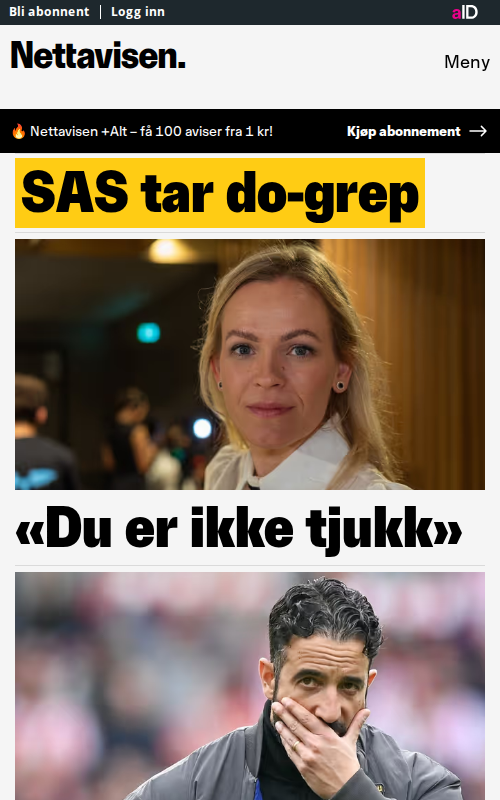 Bli abonnent | Logg inn
aID
Nettavisen.
Meny
🔥 Nettavisen +Alt – få 100 aviser fra 1 kr!
Kjøp abonnement →
SAS tar do-grep
«Du er ikke tjukk»